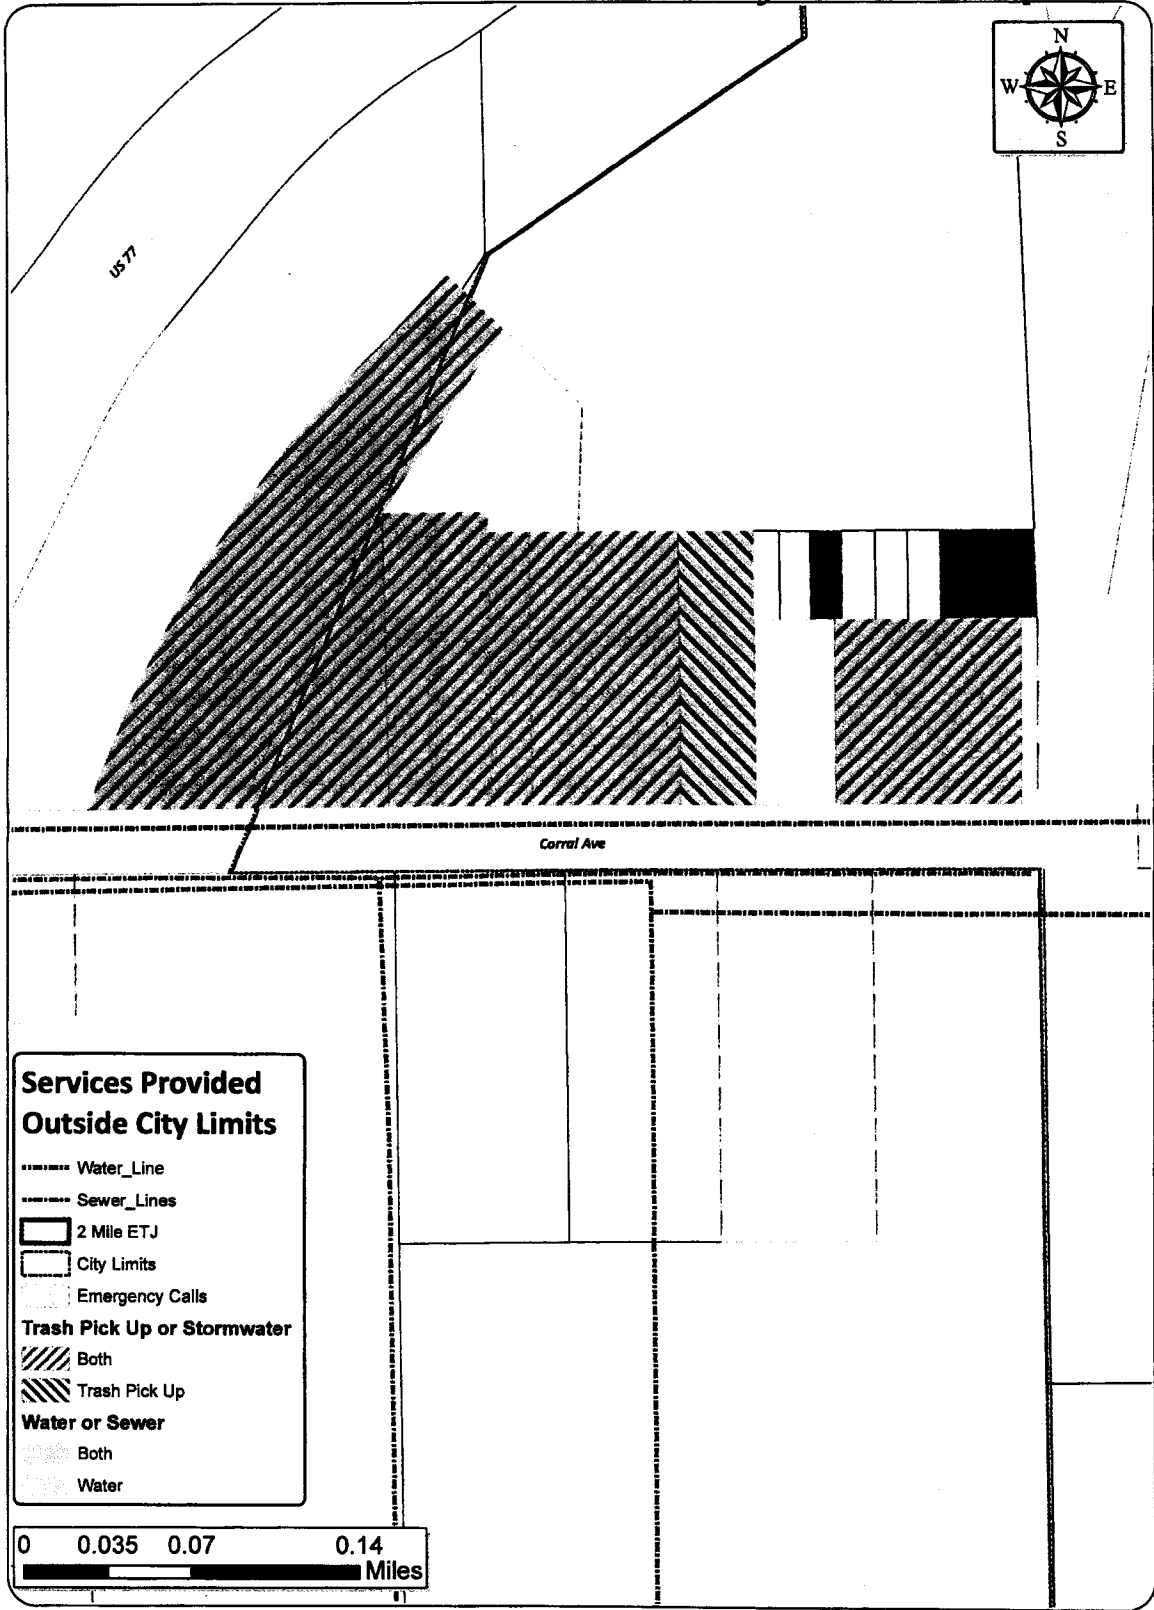 N
W E
S
US 77
Corral Ave
Services Provided
Outside City Limits
Water_Line
Sewer_Lines
2 Mile ETJ
City Limits
Emergency Calls
Trash Pick Up or Stormwater
Both
Trash Pick Up
Water or Sewer
Both
Water
0 0.035 0.07 0.14
Miles